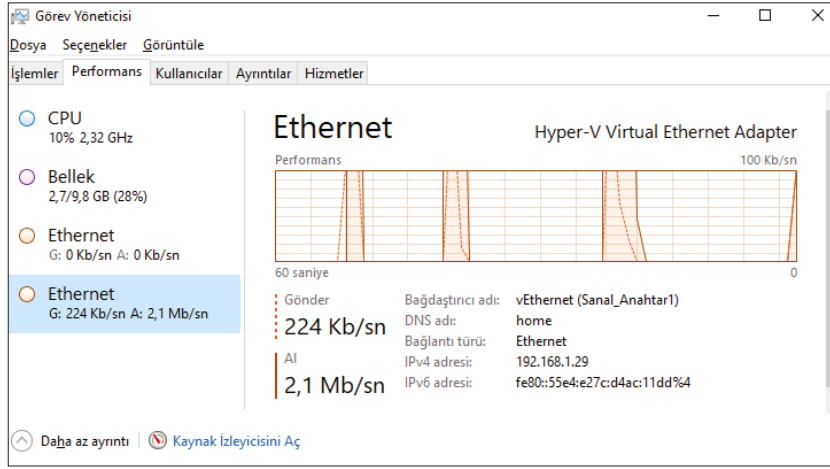 Görev Yöneticisi
Dosya Seçenekler Görüntüle
İşlemler Performans Kullanıcılar Ayrıntılar Hizmetler
CPU
10% 2,32 GHz
Bellek
2,7/9,8 GB (28%)
Ethernet
G: 0 Kb/sn A: 0 Kb/sn
Ethernet
G: 224 Kb/sn A: 2,1 Mb/sn
Ethernet Hyper-V Virtual Ethernet Adapter
Performans 100 Kb/sn
60 saniye 0
Gönder
224 Kb/sn
Al
2,1 Mb/sn
Bağdaştırıcı adı: vEthernet (Sanal_Anahtar1)
DNS adı: home
Bağlantı türü: Ethernet
IPv4 adresi: 192.168.1.29
IPv6 adresi: fe80::55e4:e27c:d4ac:11dd%4
Daha az ayrıntı Kaynak İzleyicisini Aç